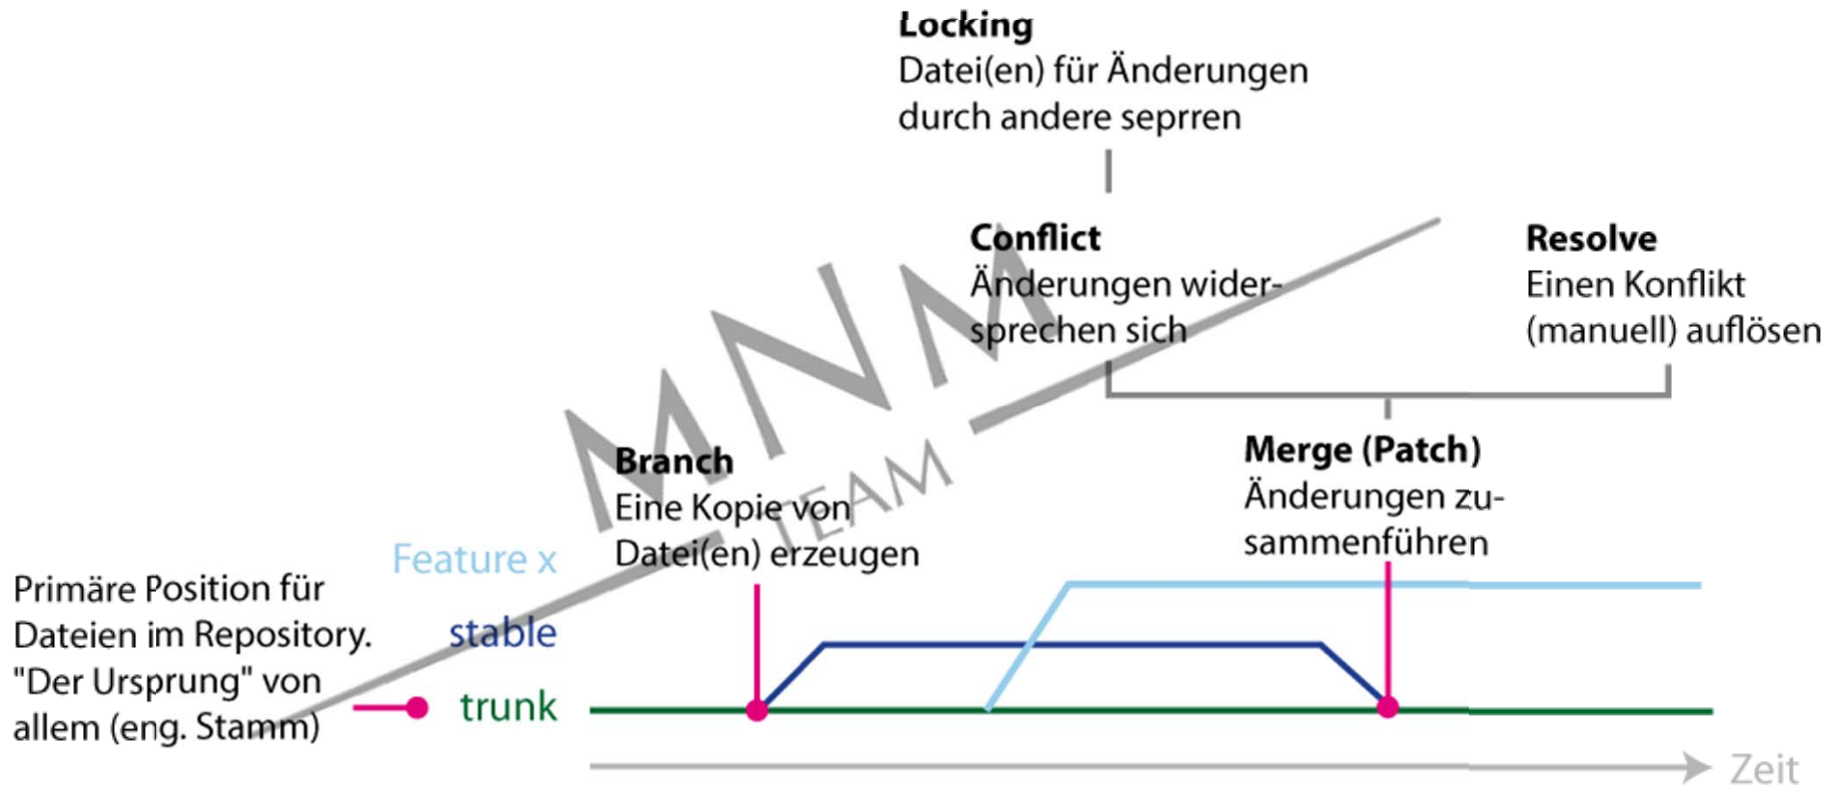 Locking
Datei(en) für Änderungen
durch andere seprren
Conflict
Änderungen wider-
sprechen sich
Resolve
Einen Konflikt
(manuell) auflösen
MNM
TEAM
Branch
Eine Kopie von
Datei(en) erzeugen
Merge (Patch)
Änderungen zu-
sammenführen
Primäre Position für
Dateien im Repository.
"Der Ursprung" von
allem (eng. Stamm)
Feature x
stable
trunk
Zeit